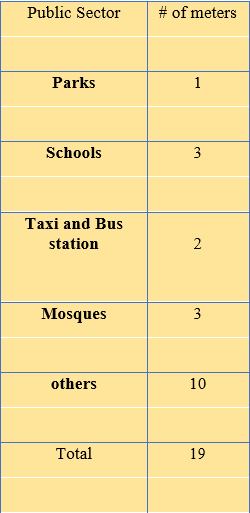 Public Sector # of meters
Parks 1
Schools 3
Taxi and Bus
station 2
Mosques 3
others 10
Total 19